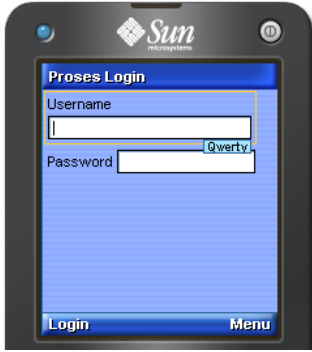 Sun
microsystems
Proses Login
Username
Qwerty
Password
Login Menu